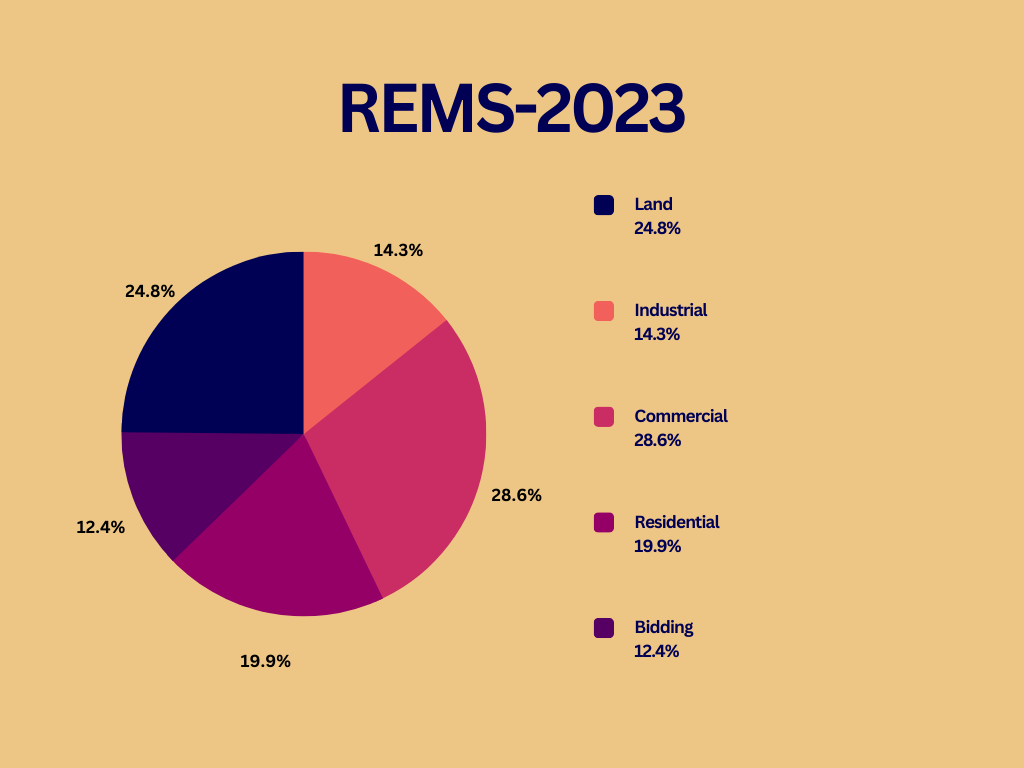 REMS-2023
14.3%
24.8%
28.6%
12.4%
19.9%
Land
24.8%
Industrial
14.3%
Commercial
28.6%
Residential
19.9%
Bidding
12.4%